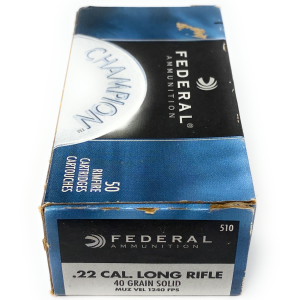 FEDERAL®
AMMUNITION
CHAMPION™
50
RIMFIRE
CARTRIDGES
CARTOUCHES
510
FEDERAL
AMMUNITION
.22 CAL. LONG RIFLE
40 GRAIN SOLID
MUZ VEL 1240 FPS